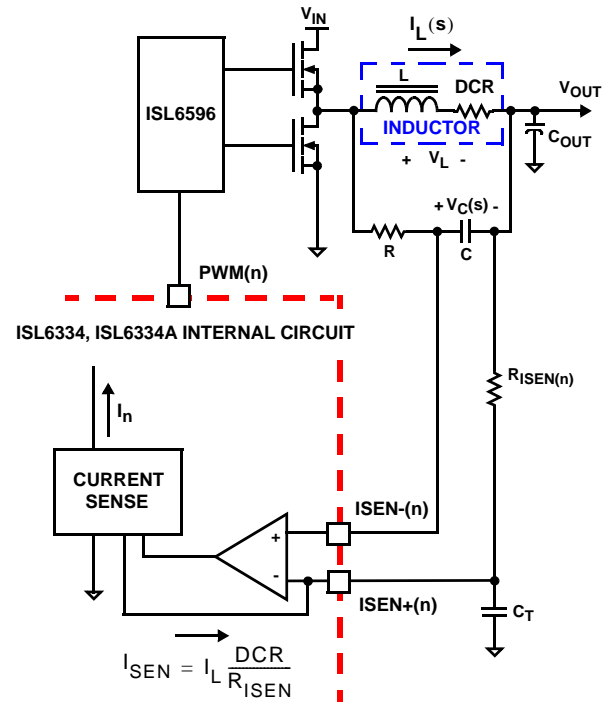 V_IN
I_L(s)
ISL6596
L
DCR
V_OUT
INDUCTOR
C_OUT
+ V_L -
+ V_C(s) -
R
C
PWM(n)
ISL6334, ISL6334A INTERNAL CIRCUIT
R_ISEN(n)
I_n
CURRENT
SENSE
ISEN-(n)
+
-
ISEN+(n)
C_T
I_SEN = I_L DCR / R_ISEN